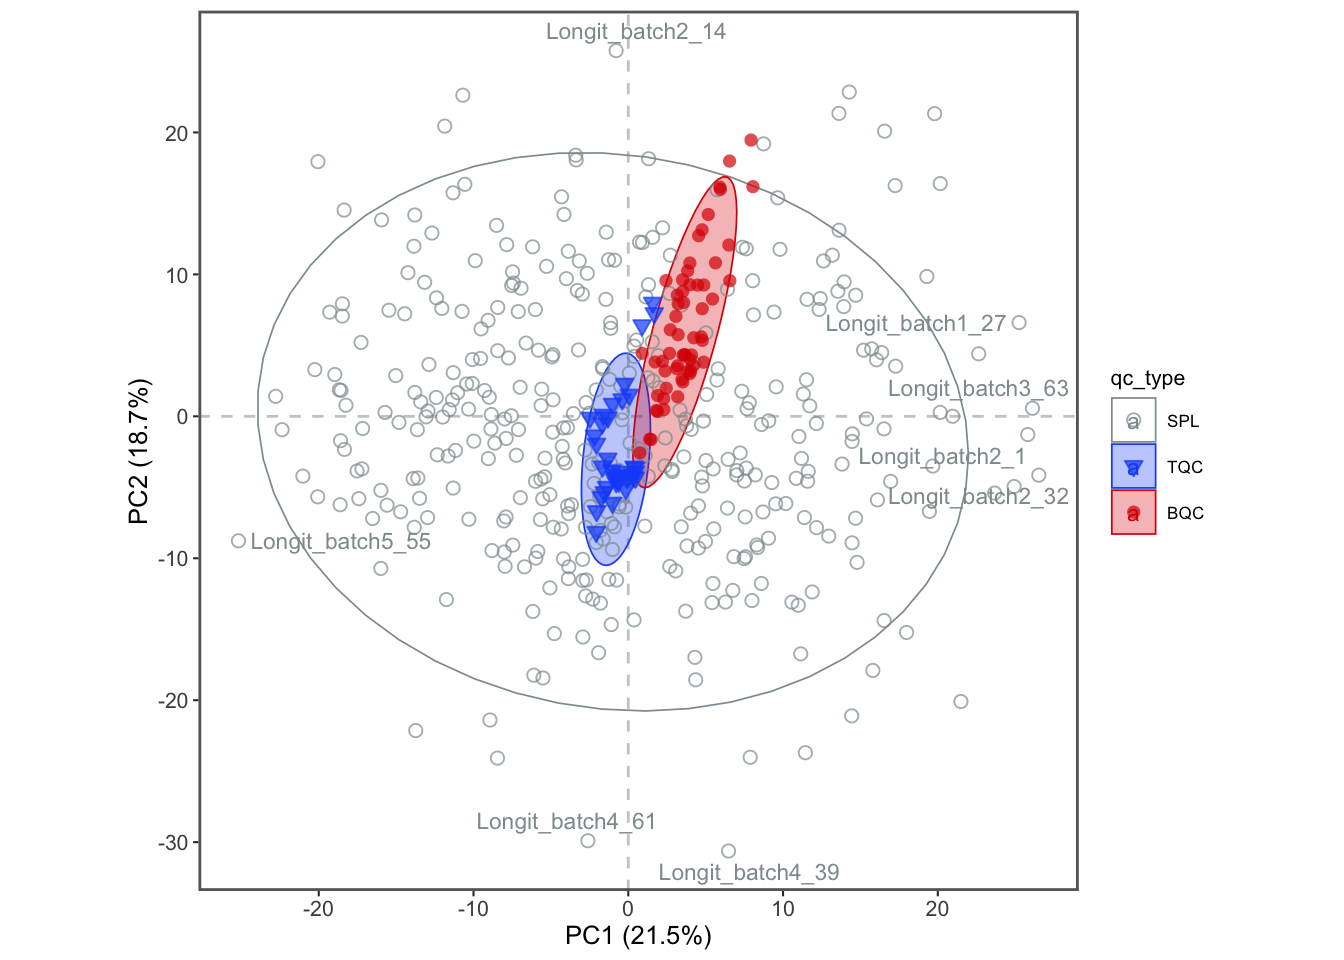 Longit_batch2_14
20
10
Longit_batch1_27
Longit_batch3_63
0
Longit_batch2_1
Longit_batch2_32
Longit_batch5_55
-10
-20
Longit_batch4_61
-30
Longit_batch4_39
-20 -10 0 10 20
PC1 (21.5%)
PC2 (18.7%)
qc_type
a SPL
a TQC
a BQC